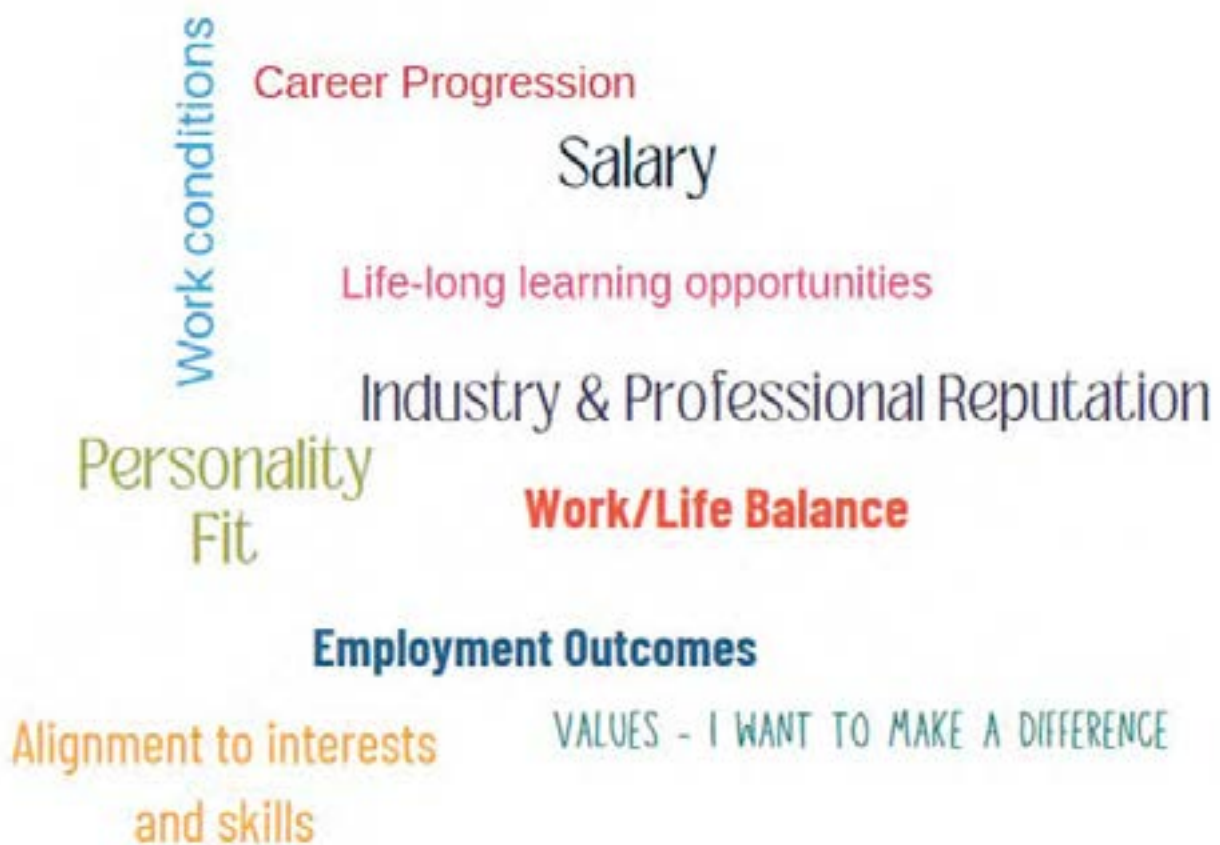 Work conditions
Career Progression
Salary
Life-long learning opportunities
Industry & Professional Reputation
Personality
Fit
Work/Life Balance
Employment Outcomes
VALUES - I WANT TO MAKE A DIFFERENCE
Alignment to interests
and skills